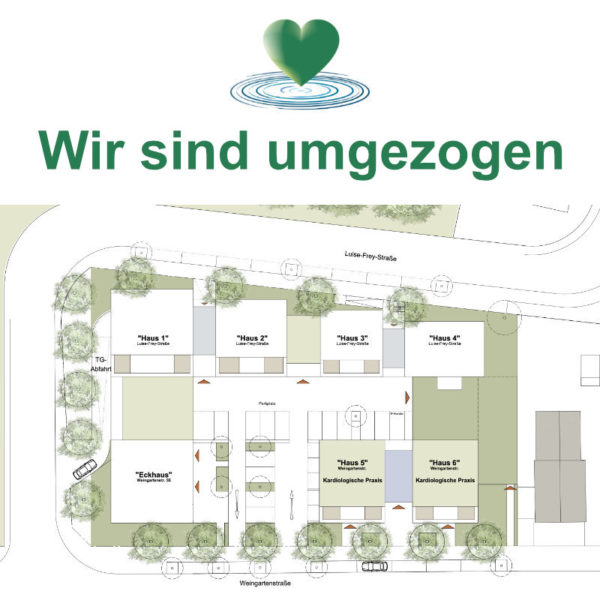 Wir sind umgezogen
Luise-Frey-Straße
"Haus 1"
Luise-Frey-Straße
"Haus 2"
Luise-Frey-Straße
"Haus 3"
Luise-Frey-Straße
"Haus 4"
Luise-Frey-Straße
TG-
Abfahrt
Parkplatz
"Eckhaus"
Weingartenstr. 56
"Haus 5"
Weingartenstr.
Kardiologische Praxis
"Haus 6"
Weingartenstr.
Kardiologische Praxis
Weingartenstraße